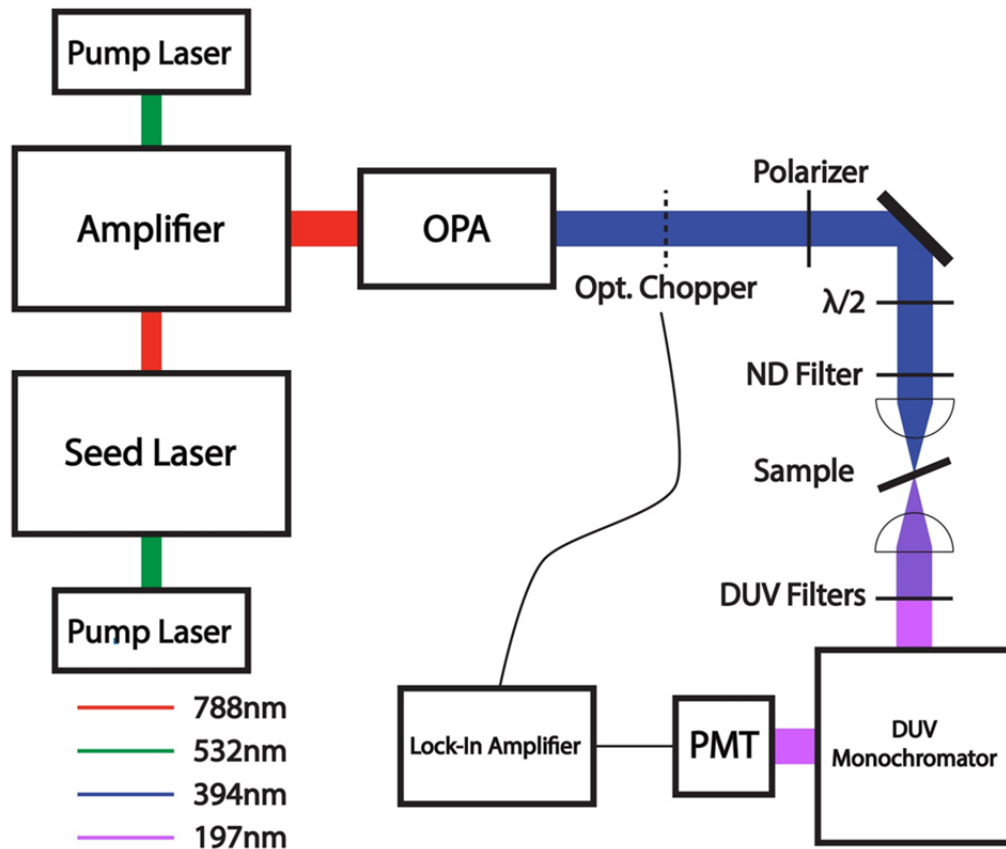 Pump Laser
Amplifier
OPA
Polarizer
Opt. Chopper
λ/2
ND Filter
Seed Laser
Sample
DUV Filters
Pump Laser
788nm
532nm
394nm
197nm
Lock-In Amplifier
PMT
DUV
Monochromator